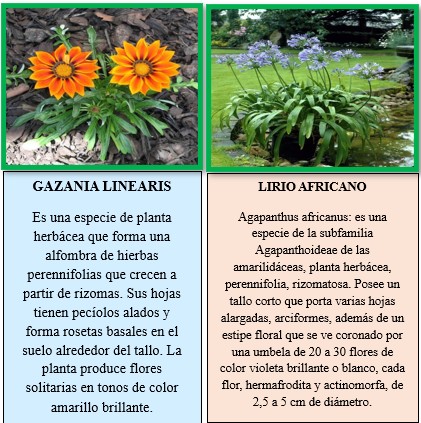 GAZANIA LINEARIS
Es una especie de planta
herbácea que forma una
alfombra de hierbas
perennifolias que crecen a
partir de rizomas. Sus hojas
tienen pecíolos alados y
forma rosetas basales en el
suelo alrededor del tallo. La
planta produce flores
solitarias en tonos de color
amarillo brillante.
LIRIO AFRICANO
Agapanthus africanus: es una
especie de la subfamilia
Agapanthoideae de las
amarilidáceas, planta herbácea,
perennifolia, rizomatosa. Posee un
tallo corto que porta varias hojas
alargadas, arciformes, además de un
estipe floral que se ve coronado por
una umbela de 20 a 30 flores de
color violeta brillante o blanco, cada
flor, hermafrodita y actinomorfa, de
2,5 a 5 cm de diámetro.